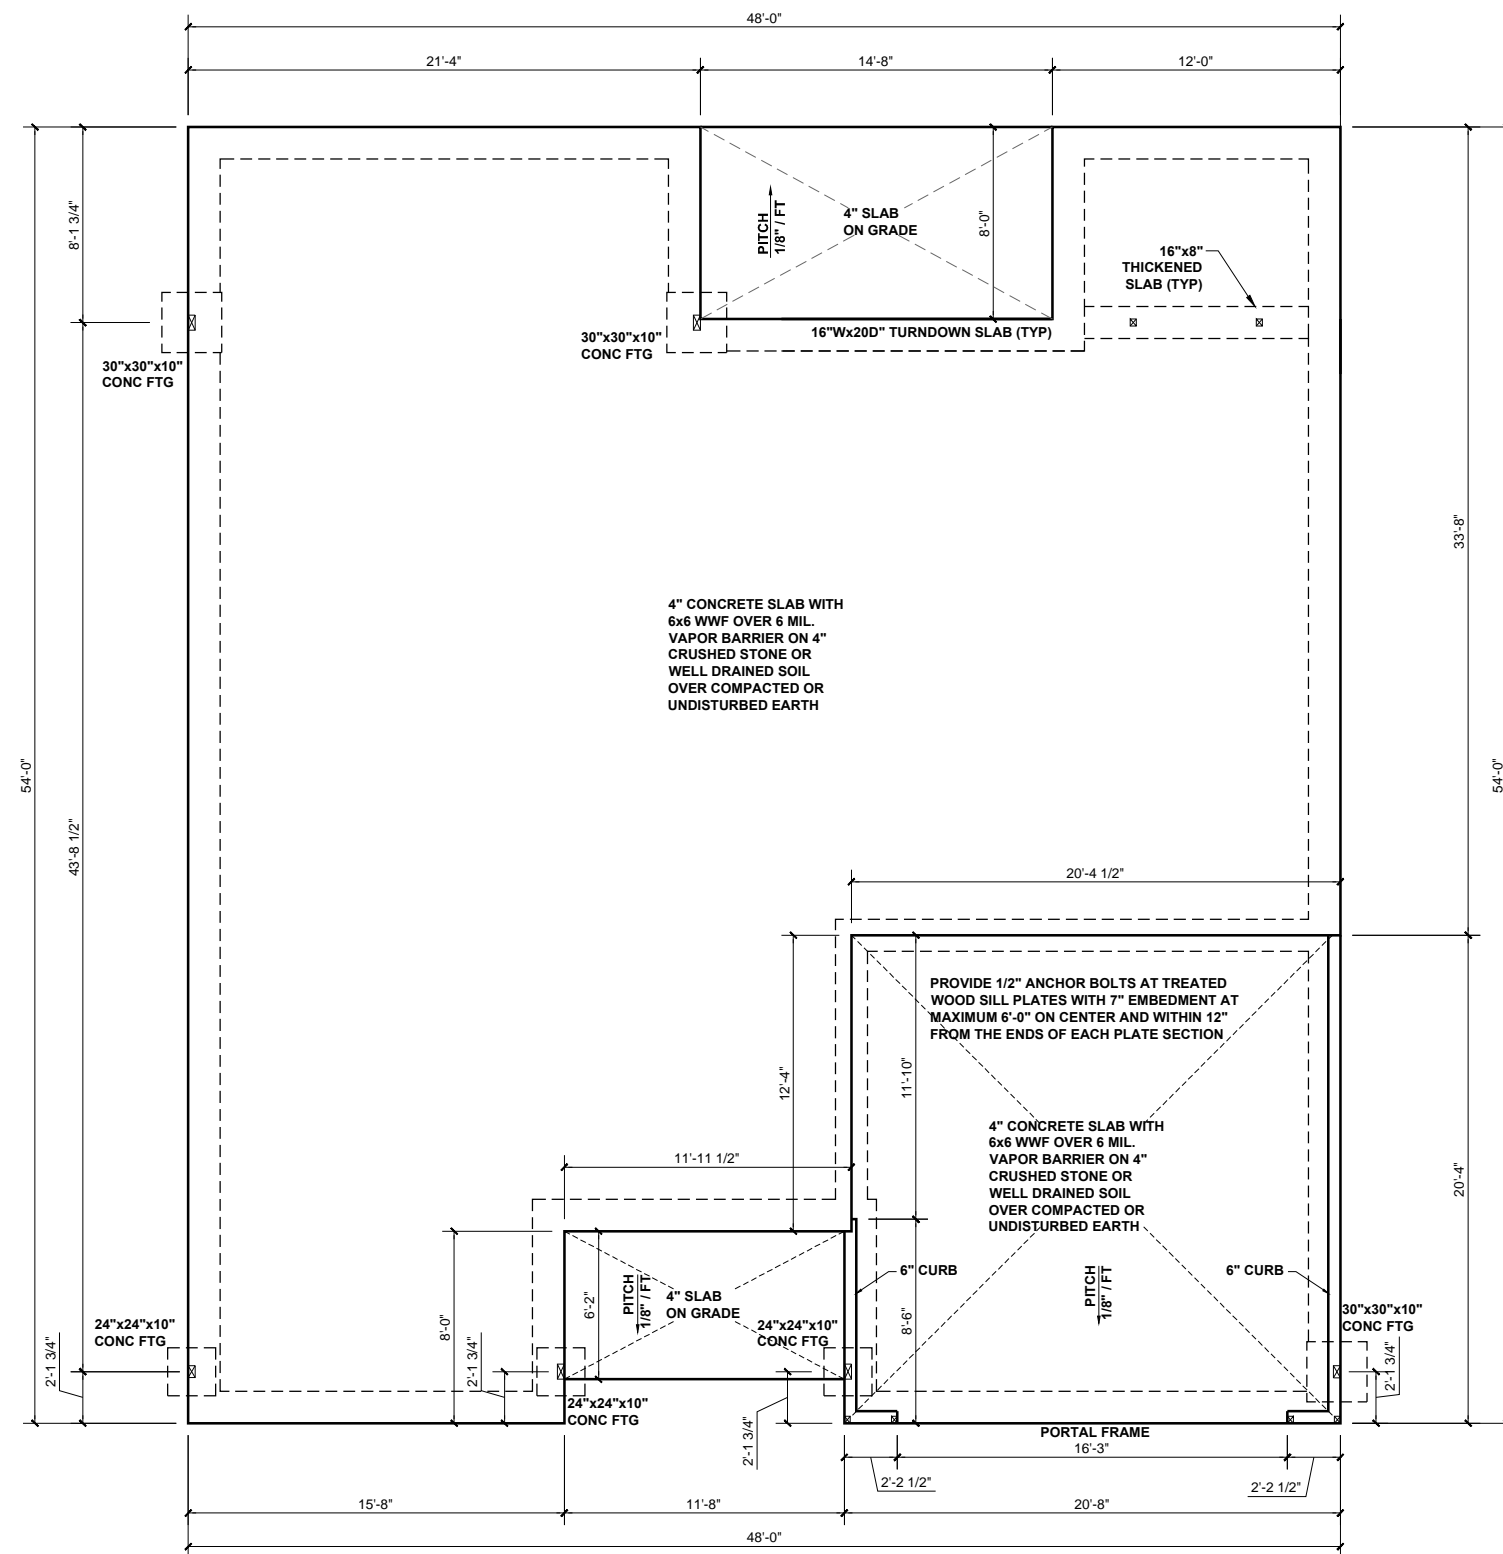 48'-0"
21'-4"
14'-8"
12'-0"
8'-1 3/4"
PITCH
1/8" / FT
4" SLAB
ON GRADE
8'-0"
16"x8"
THICKENED
SLAB (TYP)
30"x30"x10"
CONC FTG
16"Wx20D" TURNDOWN SLAB (TYP)
30"x30"x10"
CONC FTG
33'-8"
4" CONCRETE SLAB WITH
6x6 WWF OVER 6 MIL.
VAPOR BARRIER ON 4"
CRUSHED STONE OR
WELL DRAINED SOIL
OVER COMPACTED OR
UNDISTURBED EARTH
54'-0"
54'-0"
43'-8 1/2"
20'-4 1/2"
PROVIDE 1/2" ANCHOR BOLTS AT TREATED
WOOD SILL PLATES WITH 7" EMBEDMENT AT
MAXIMUM 6'-0" ON CENTER AND WITHIN 12"
FROM THE ENDS OF EACH PLATE SECTION
12'-4"
11'-10"
4" CONCRETE SLAB WITH
6x6 WWF OVER 6 MIL.
VAPOR BARRIER ON 4"
CRUSHED STONE OR
WELL DRAINED SOIL
OVER COMPACTED OR
UNDISTURBED EARTH
11'-11 1/2"
20'-4"
6" CURB
6" CURB
PITCH
1/8" / FT
4" SLAB
ON GRADE
6'-2"
8'-0"
PITCH
1/8" / FT
8'-6"
30"x30"x10"
CONC FTG
24"x24"x10"
CONC FTG
24"x24"x10"
CONC FTG
2'-1 3/4"
2'-1 3/4"
2'-1 3/4"
24"x24"x10"
CONC FTG
2'-1 3/4"
PORTAL FRAME
16'-3"
2'-2 1/2"
2'-2 1/2"
15'-8"
11'-8"
20'-8"
48'-0"